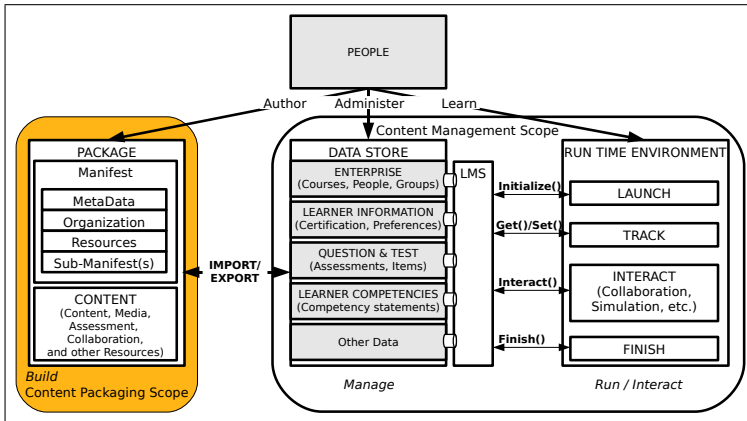 PEOPLE
Author
Administer
Learn
Content Management Scope
PACKAGE
Manifest
MetaData
Organization
Resources
Sub-Manifest(s)
CONTENT
(Content, Media,
Assessment,
Collaboration,
and other Resources)
Build
Content Packaging Scope
IMPORT/
EXPORT
DATA STORE
ENTERPRISE
(Courses, People, Groups)
LEARNER INFORMATION
(Certification, Preferences)
QUESTION & TEST
(Assessments, Items)
LEARNER COMPETENCIES
(Competency statements)
Other Data
Manage
LMS
Initialize()
Get()/Set()
Interact()
Finish()
RUN TIME ENVIRONMENT
LAUNCH
TRACK
INTERACT
(Collaboration,
Simulation, etc.)
FINISH
Run / Interact